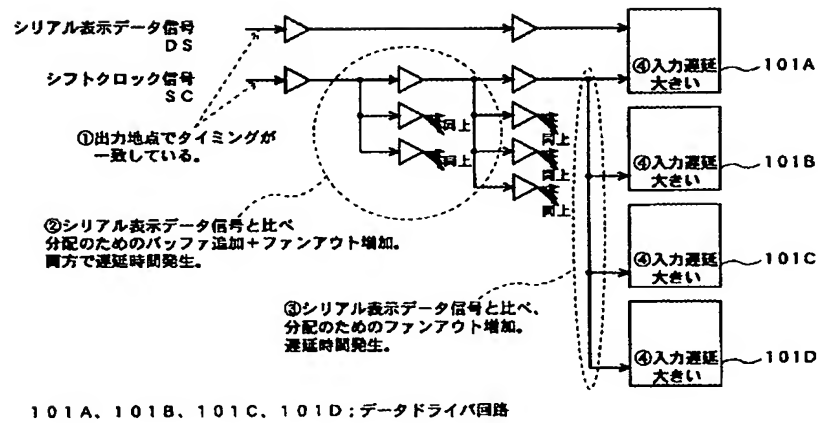 シリアル表示データ信号
DS
シフトクロック信号
SC
①出力地点でタイミングが
一致している。
②シリアル表示データ信号と比べ
分配のためのバッファ追加+ファンアウト増加。
両方で遅延時間発生。
③シリアル表示データ信号と比べ、
分配のためのファンアウト増加。
遅延時間発生。
同上
同上
同上
同上
同上
④入力遅延
大きい
101A
④入力遅延
大きい
101B
④入力遅延
大きい
101C
④入力遅延
大きい
101D
101A、101B、101C、101D;データドライバ回路